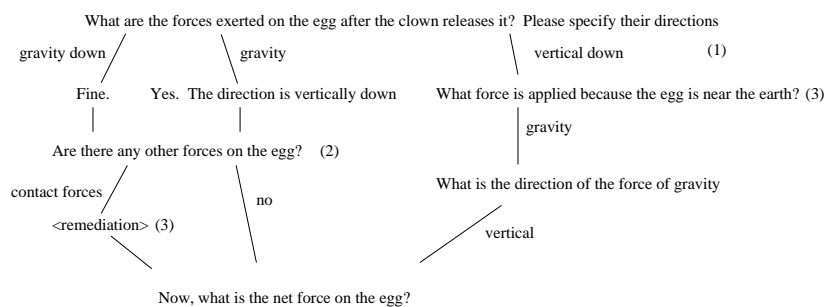 What are the forces exerted on the egg after the clown releases it?  Please specify their directions
gravity down
gravity
vertical down
(1)
Fine.
Yes.  The direction is vertically down
What force is applied because the egg is near the earth? (3)
gravity
Are there any other forces on the egg?    (2)
contact forces
no
What is the direction of the force of gravity
<remediation> (3)
vertical
Now, what is the net force on the egg?